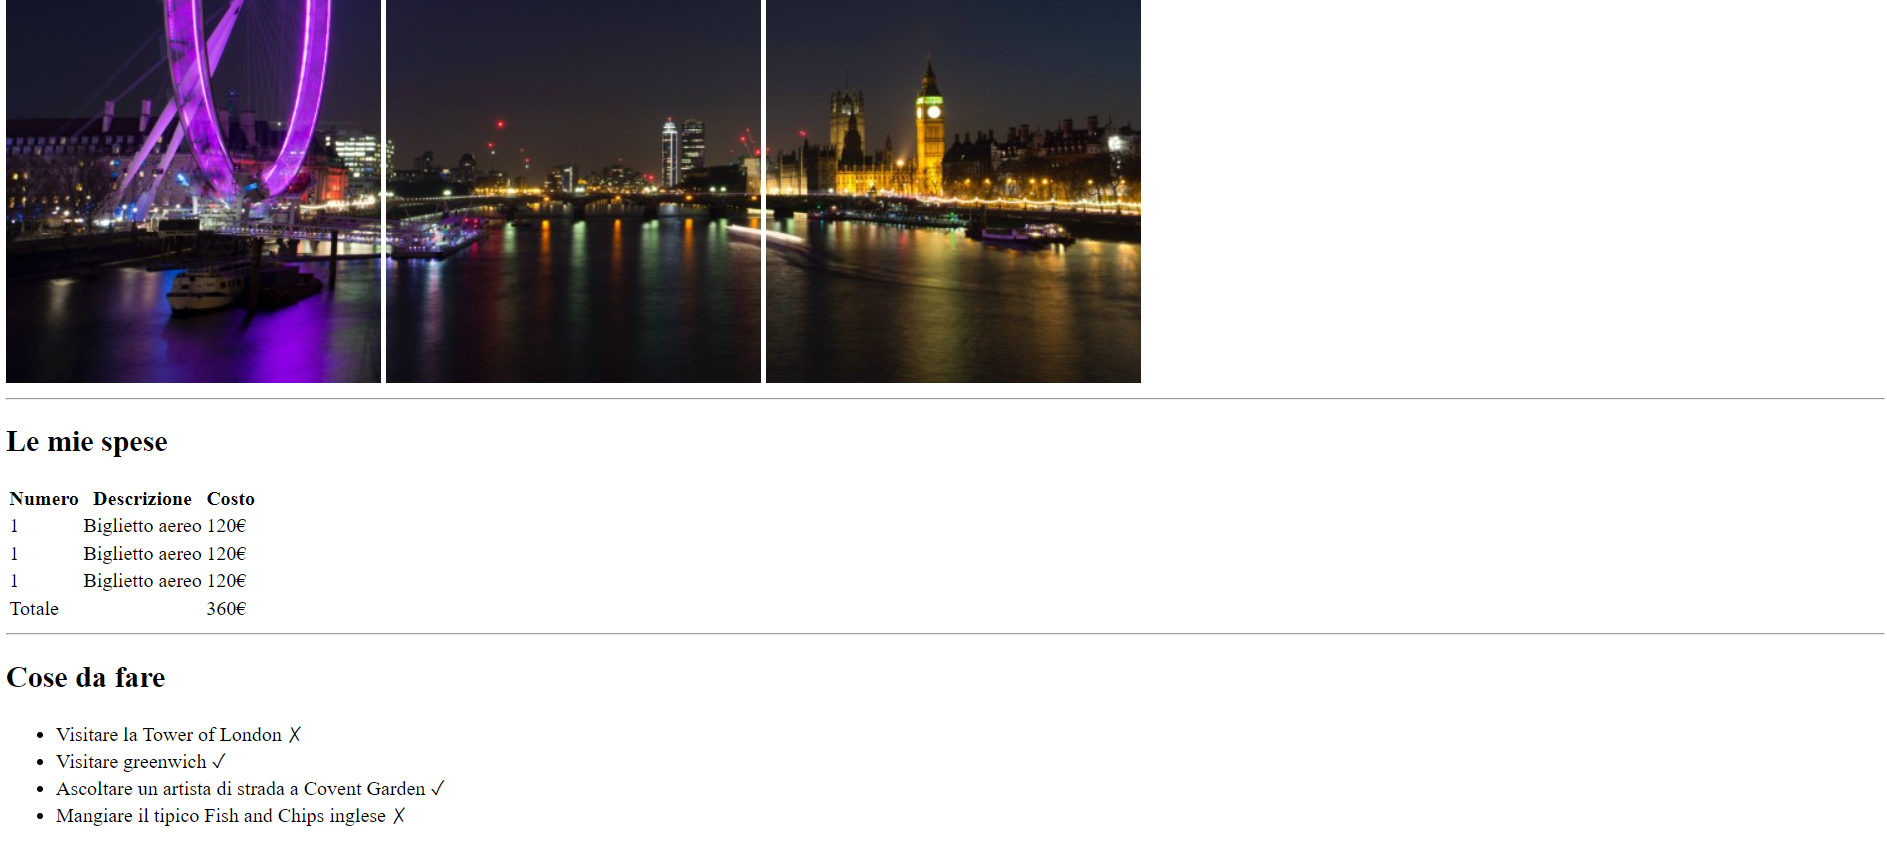 Le mie spese
Numero Descrizione Costo
1 Biglietto aereo 120€
1 Biglietto aereo 120€
1 Biglietto aereo 120€
Totale 360€
Cose da fare
• Visitare la Tower of London ✗
• Visitare greenwich ✓
• Ascoltare un artista di strada a Covent Garden ✓
• Mangiare il tipico Fish and Chips inglese ✗